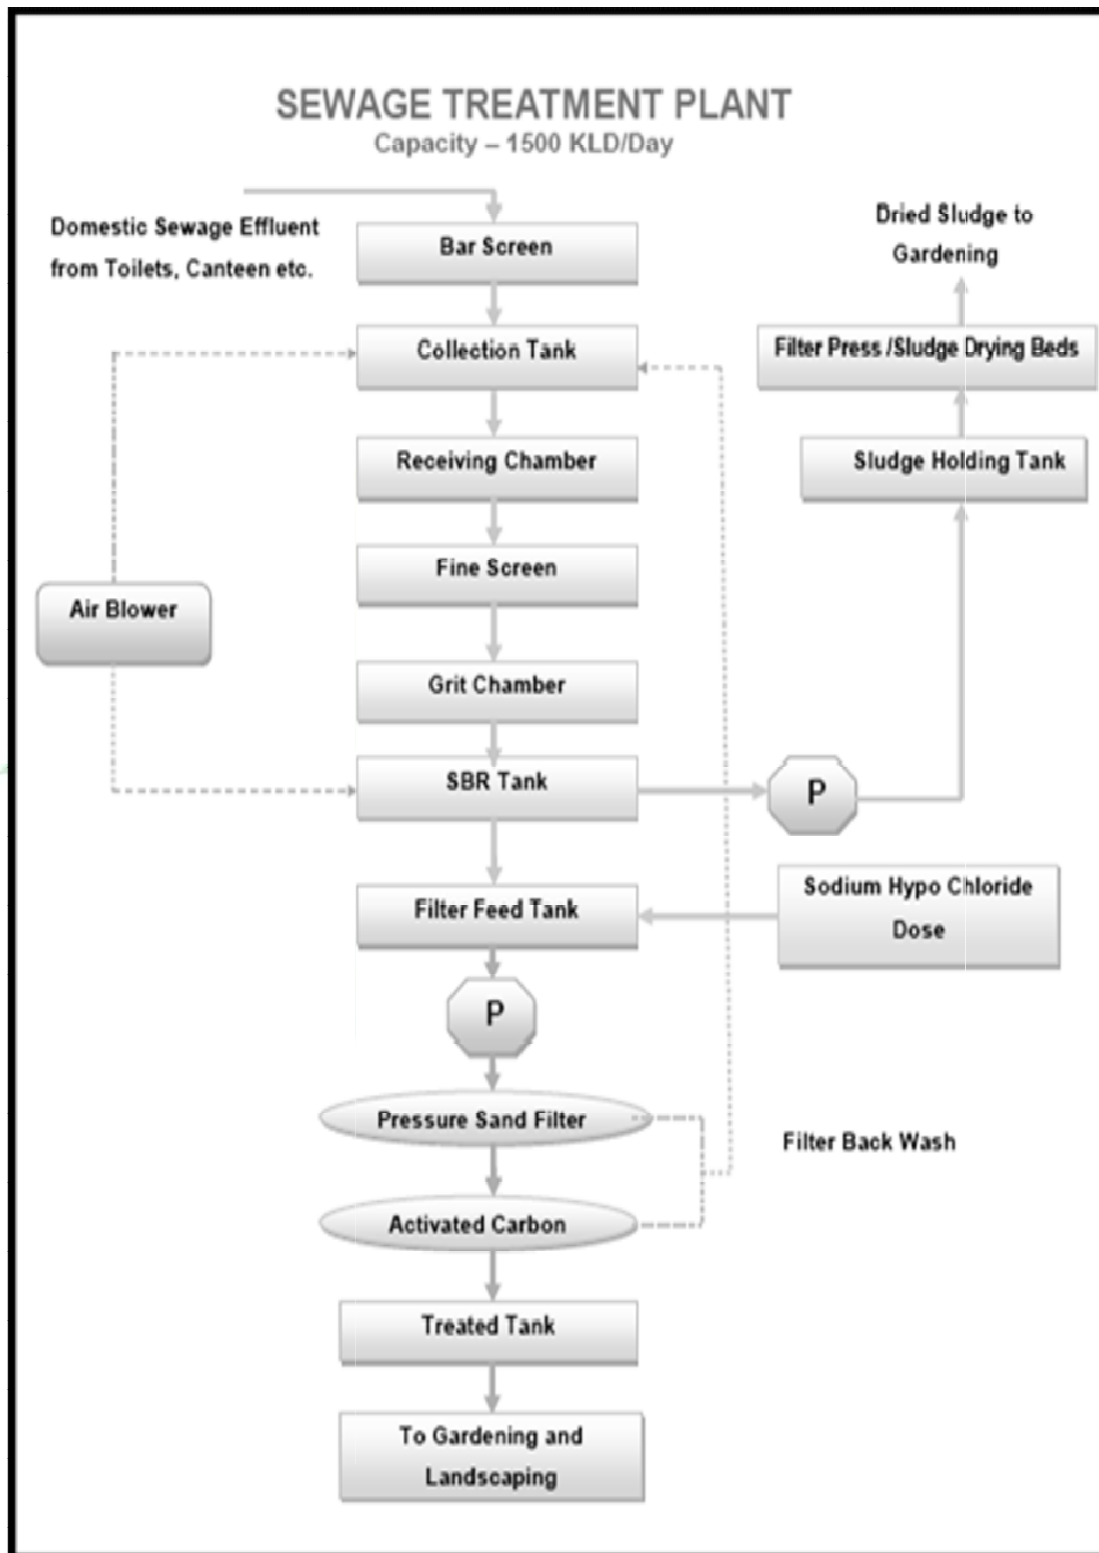 SEWAGE TREATMENT PLANT
Capacity – 1500 KLD/Day
Domestic Sewage Effluent
from Toilets, Canteen etc.
Bar Screen
Dried Sludge to
Gardening
Collection Tank
Filter Press /Sludge Drying Beds
Receiving Chamber
Sludge Holding Tank
Fine Screen
Air Blower
Grit Chamber
SBR Tank
P
Filter Feed Tank
Sodium Hypo Chloride
Dose
P
Pressure Sand Filter
Filter Back Wash
Activated Carbon
Treated Tank
To Gardening and
Landscaping